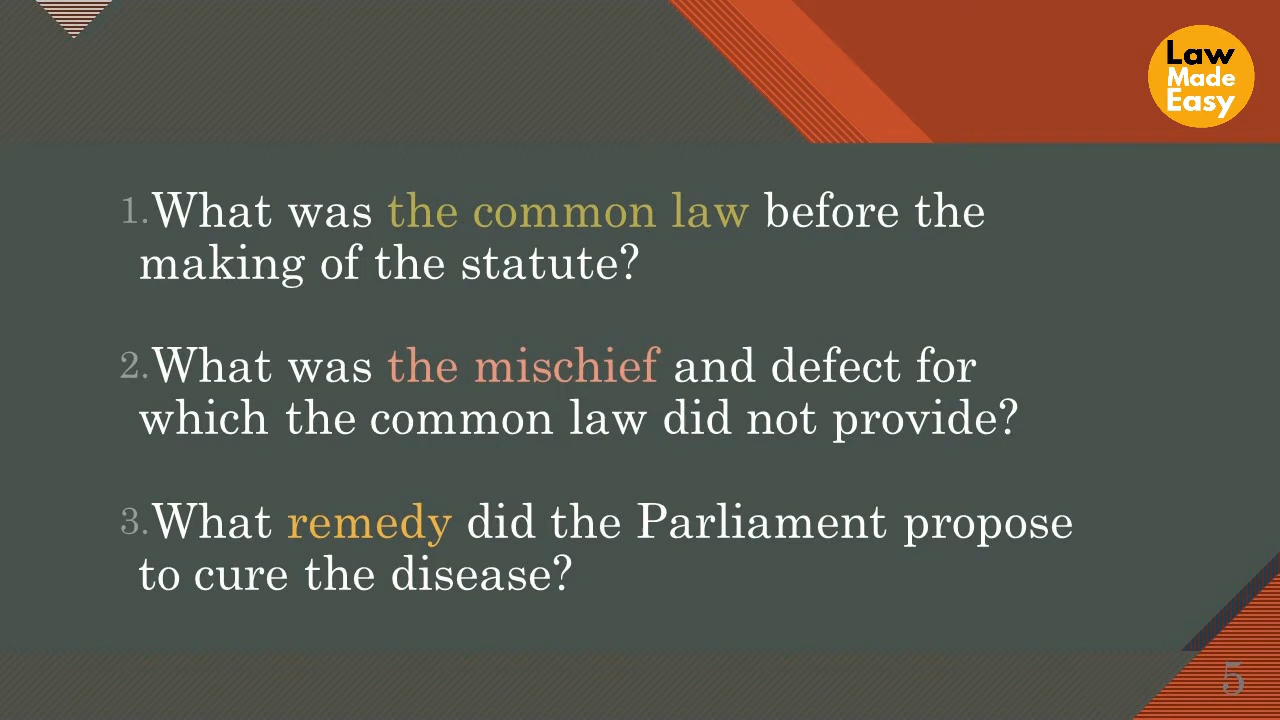 Law
Made
Easy
1.What was the common law before the
making of the statute?
2.What was the mischief and defect for
which the common law did not provide?
3.What remedy did the Parliament propose
to cure the disease?
5